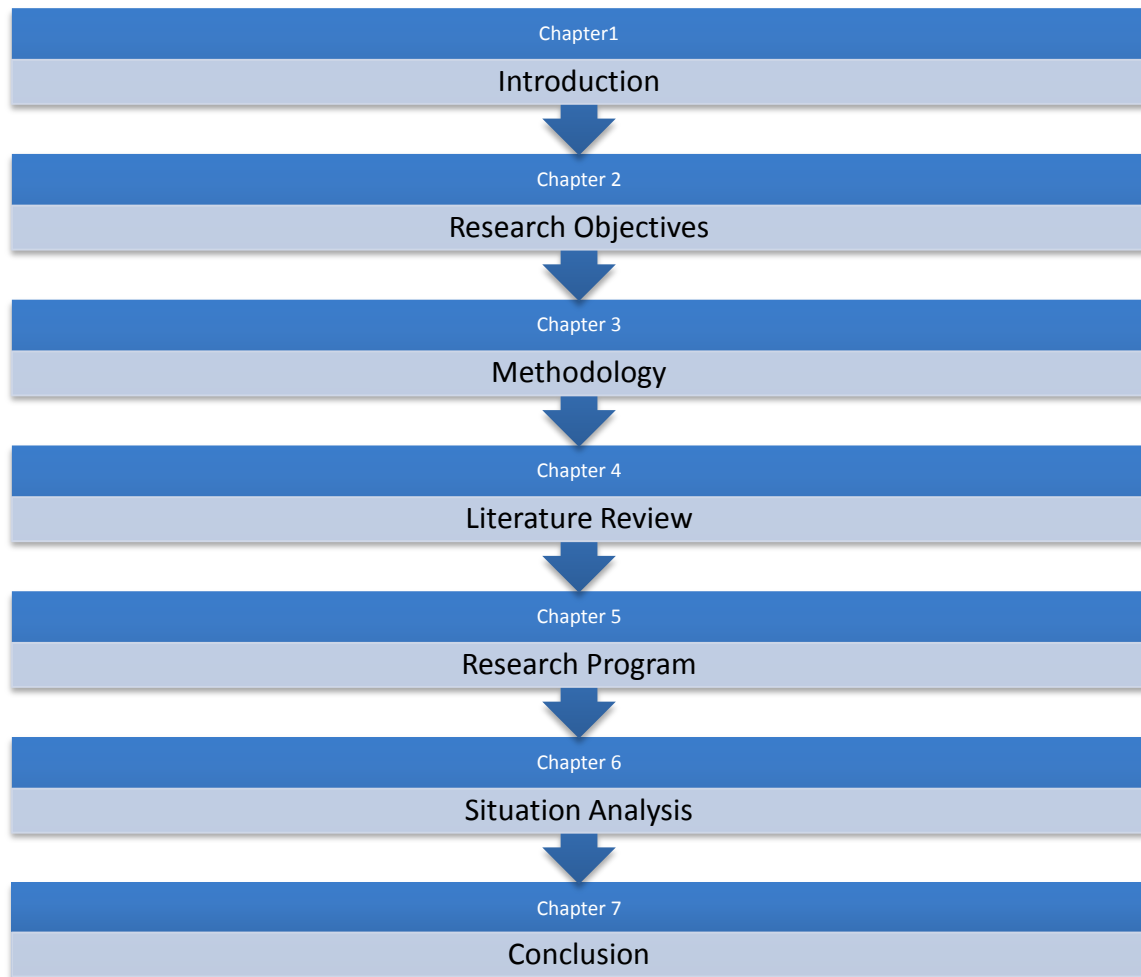 Chapter1
Introduction
Chapter 2
Research Objectives
Chapter 3
Methodology
Chapter 4
Literature Review
Chapter 5
Research Program
Chapter 6
Situation Analysis
Chapter 7
Conclusion